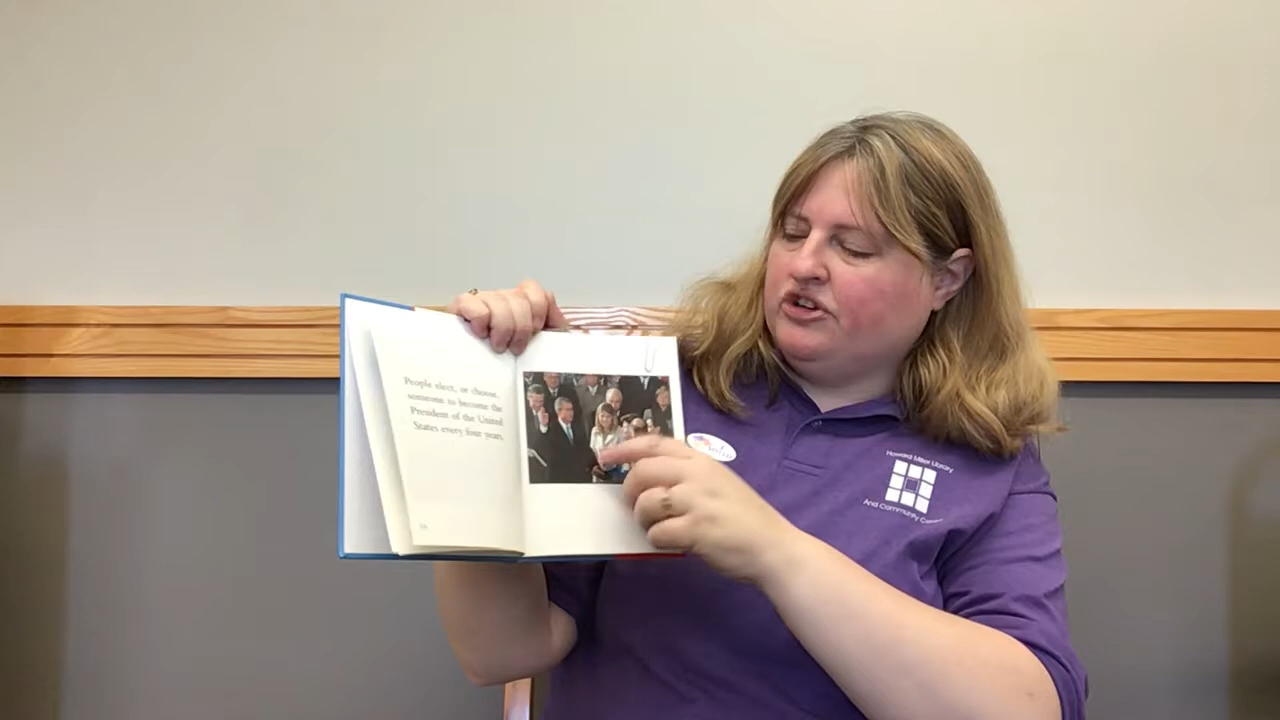 People elect, or choose,
someone to become the
President of the United
States every four years.
Howard Miller Library
And Community Center